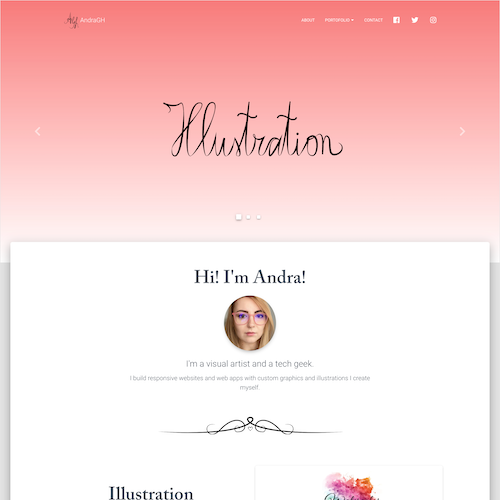 AndraGH
ABOUT PORTOFOLIO CONTACT
Illustration
Hi! I'm Andra!
I'm a visual artist and a tech geek.
I build responsive websites and web apps with custom graphics and illustrations I create
myself.
Illustration